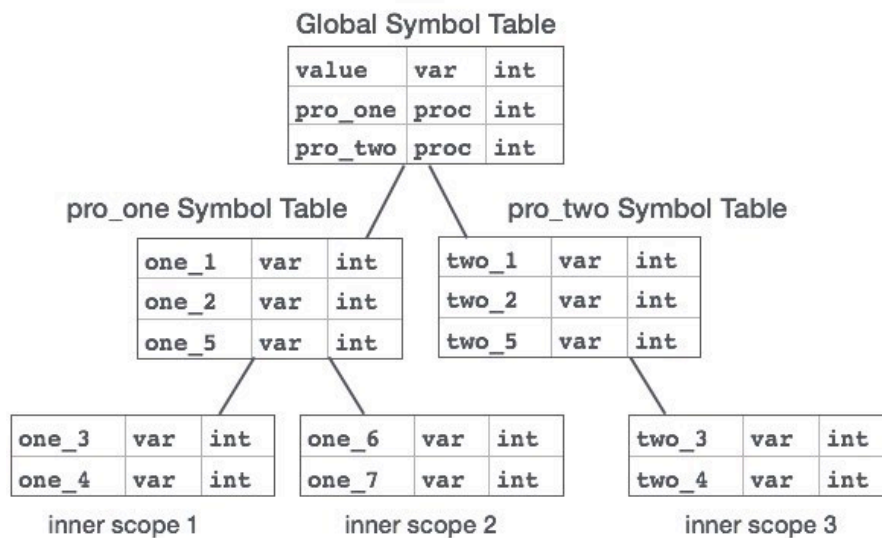 Global Symbol Table
value var int
pro_one proc int
pro_two proc int
pro_one Symbol Table
one_1 var int
one_2 var int
one_5 var int
pro_two Symbol Table
two_1 var int
two_2 var int
two_5 var int
one_3 var int
one_4 var int
inner scope 1
one_6 var int
one_7 var int
inner scope 2
two_3 var int
two_4 var int
inner scope 3